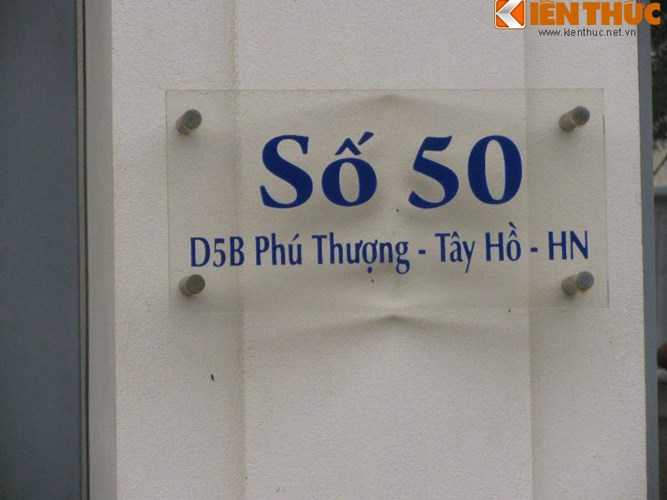 KIẾN THỨC
www.kienthuc.net.vn
Số 50
D5B Phú Thượng - Tây Hồ - HN